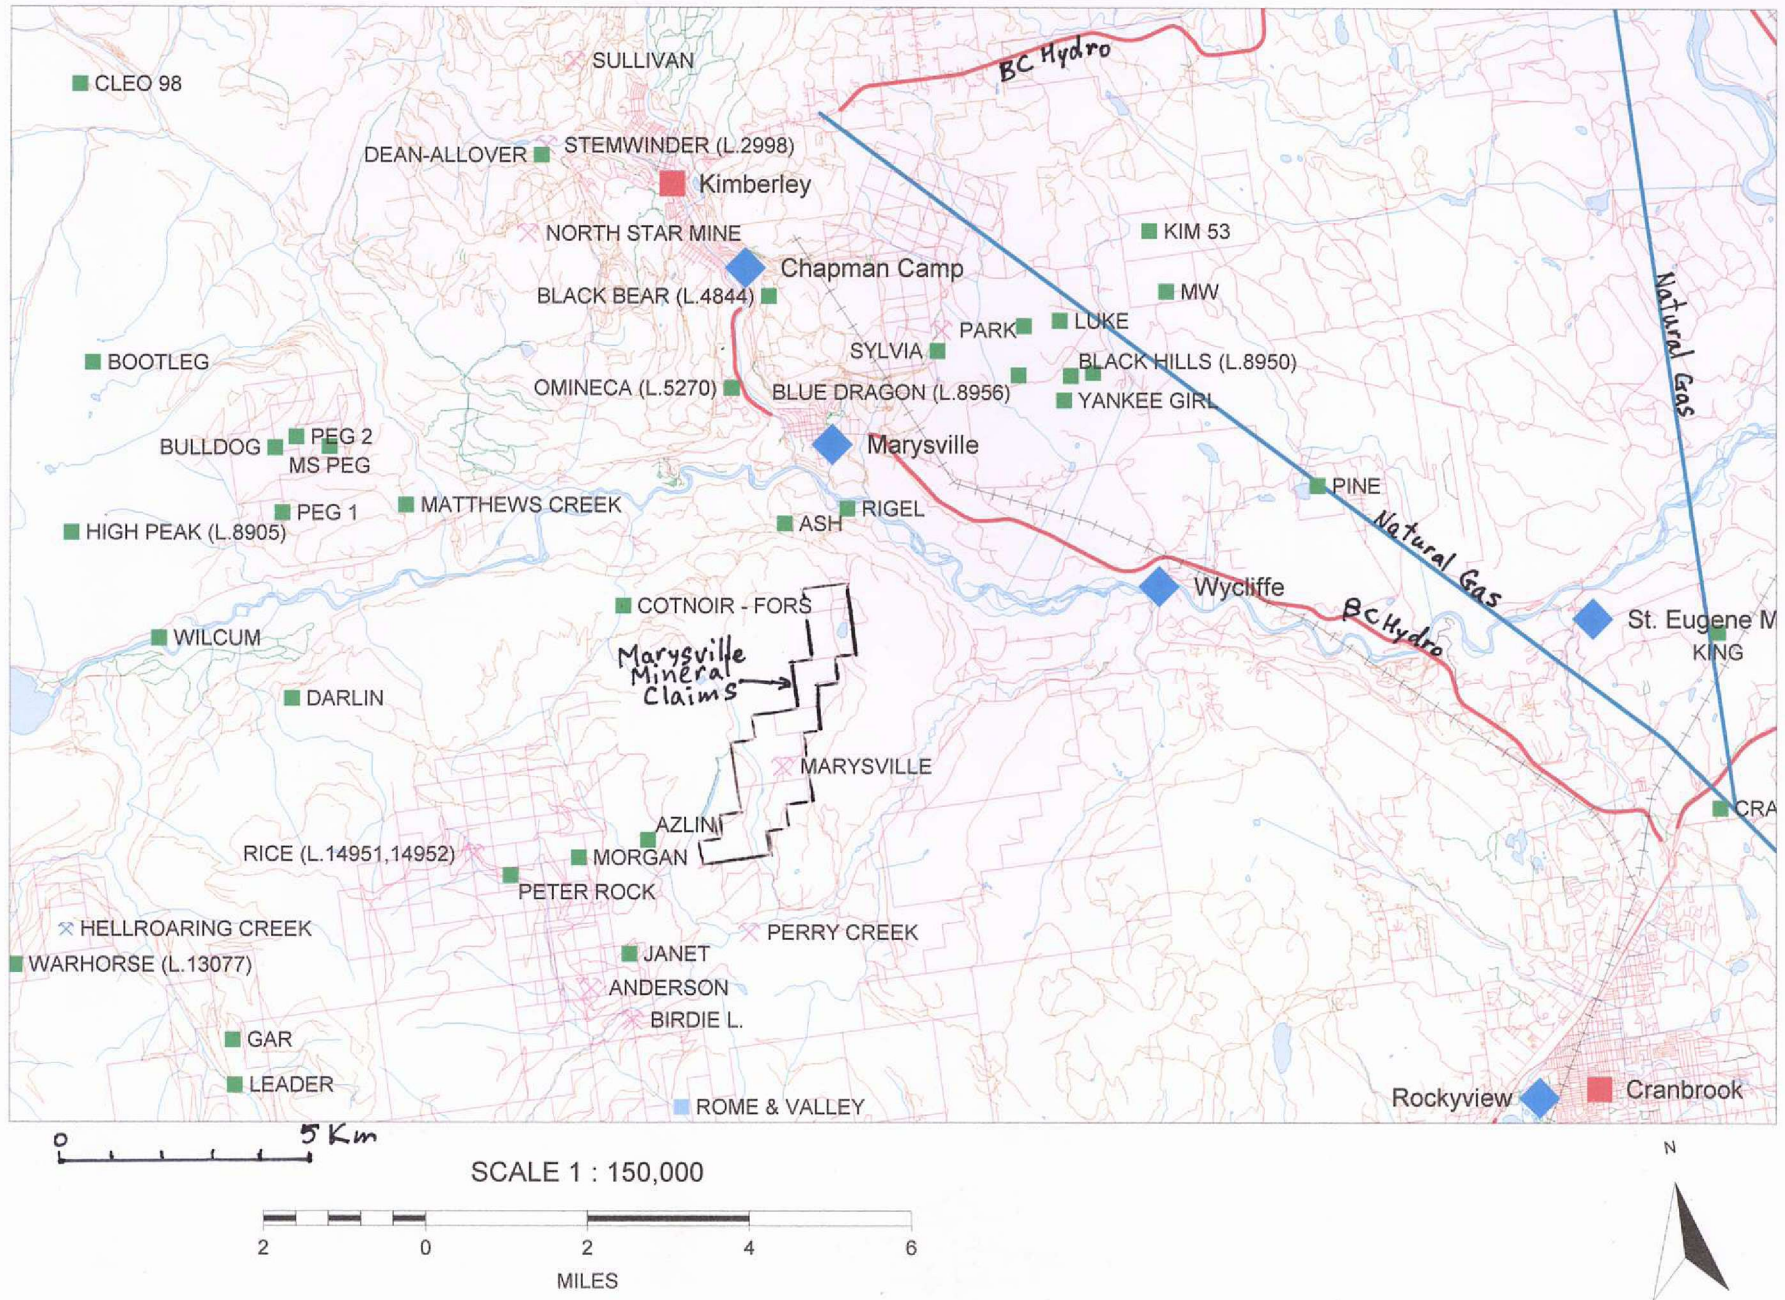 BC Hydro
SULLIVAN
CLEO 98
STEMWINDER (L.2998)
DEAN-ALLOVER
Kimberley
KIM 53
NORTH STAR MINE
Chapman Camp
BLACK BEAR (L.4844)
MW
Natural Gas
LUKE
PARK
SYLVIA
BOOTLEG
BLACK HILLS (L.8950)
OMINECA (L.5270)
BLUE DRAGON (L.8956)
YANKEE GIRL
PEG 2
BULLDOG
Marysville
MS PEG
PINE
MATTHEWS CREEK
RIGEL
PEG 1
ASH
HIGH PEAK (L.8905)
Natural Gas
Wycliffe
COTNOIR - FORS
BC Hydro
St. Eugene M
WILCUM
KING
Marysville
Mineral
Claims
DARLIN
MARYSVILLE
CRA
AZLIN
RICE (L.14951,14952)
MORGAN
PETER ROCK
HELLROARING CREEK
PERRY CREEK
JANET
WARHORSE (L.13077)
ANDERSON
BIRDIE L.
GAR
LEADER
Cranbrook
Rockyview
ROME & VALLEY
0 5 Km
N
SCALE 1 : 150,000
2 0 2 4 6
MILES